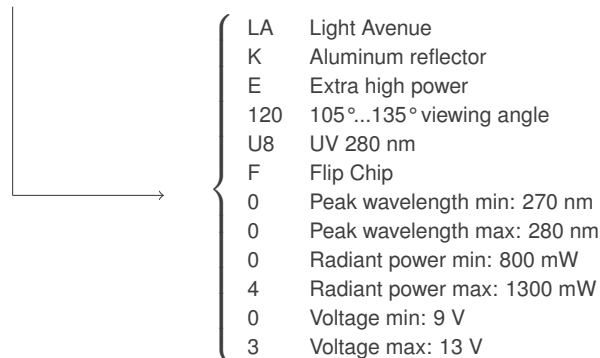 LA Light Avenue
K Aluminum reflector
E Extra high power
120 105°...135° viewing angle
U8 UV 280 nm
F Flip Chip
0 Peak wavelength min: 270 nm
0 Peak wavelength max: 280 nm
0 Radiant power min: 800 mW
4 Radiant power max: 1300 mW
0 Voltage min: 9 V
3 Voltage max: 13 V